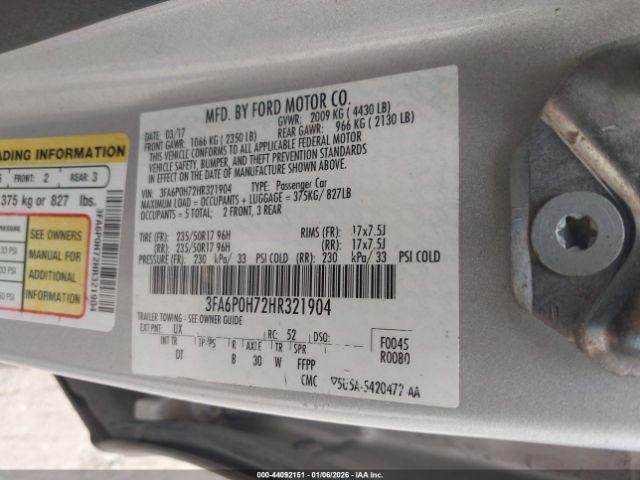 MFD. BY FORD MOTOR CO.
DATE: 03/17 GVWR: 2009 KG ( 4430 LB)
FRONT GAWR: 1066 KG ( 2350 LB) REAR GAWR: 966 KG ( 2130 LB)
THIS VEHICLE CONFORMS TO ALL APPLICABLE FEDERAL MOTOR
VEHICLE SAFETY, BUMPER, AND THEFT PREVENTION STANDARDS
IN EFFECT ON THE DATE OF MANUFACTURE SHOWN ABOVE.
VIN: 3FA6P0H72HR321904 TYPE: Passenger Car
MAXIMUM LOAD = OCCUPANTS + LUGGAGE = 375KG/ 827LB
OCCUPANTS = 5 TOTAL; 2 FRONT, 3 REAR
TIRE (FR): 235/50R17 96H RIMS (FR): 17x7.5J
(RR): 235/50R17 96H (RR): 17x7.5J
PRESSURE (FR): 230 kPa/ 33 PSI COLD (RR): 230 kPa/ 33 PSI COLD
3FA6P0H72HR321904
TRAILER TOWING - SEE OWNER GUIDE
EXT PNT: UX RC: 52 DSO: F0045
INT TR TP/PS R AXLE TR SPR R0080
DT B 30 W FFPP
CMC
ADING INFORMATION
FRONT: 2 REAR: 3
375 kg or 827 lbs.
SEE OWNERS
MANUAL FOR
ADDITIONAL
INFORMATION
3FA6P0H72HR321904
000-44092151 - 01/06/2026 - IAAI.COM